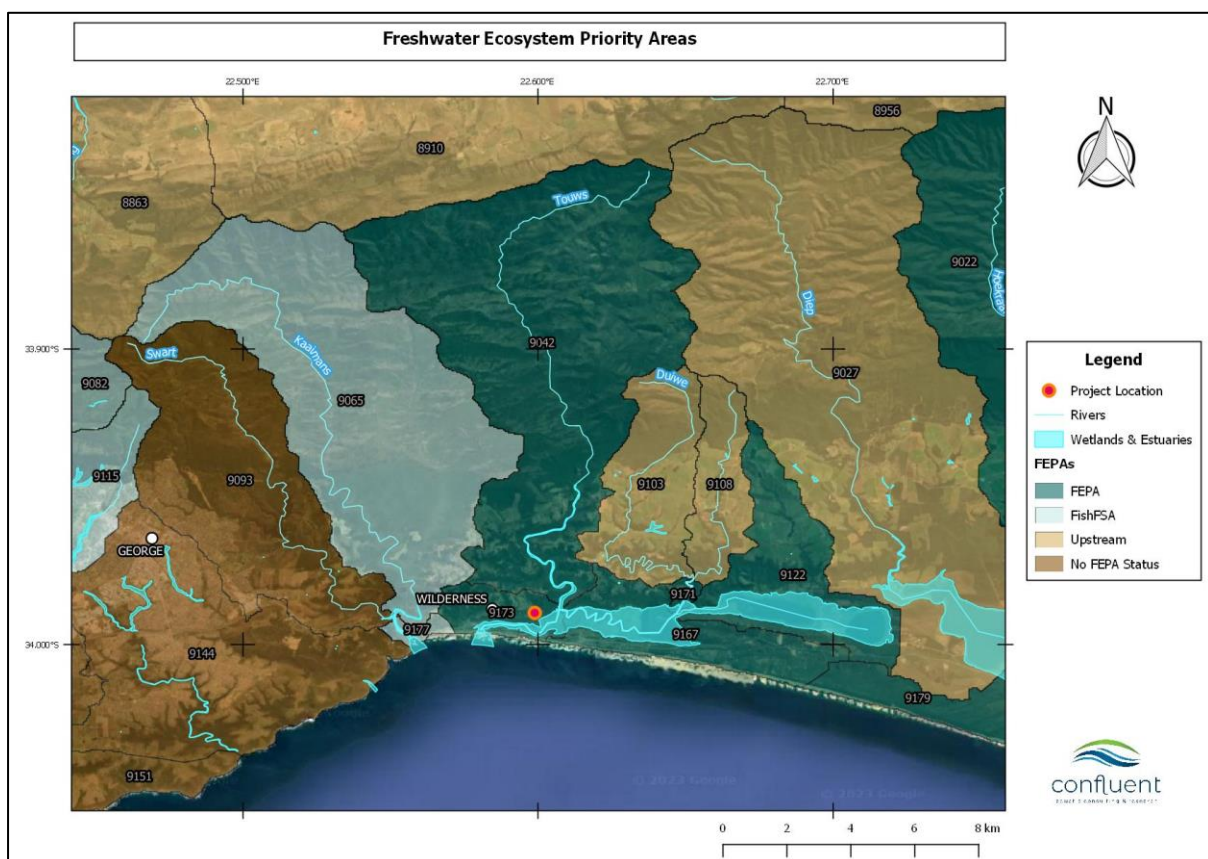 Freshwater Ecosystem Priority Areas
22.500°E
22.600°E
22.700°E
8956
8910
N
8863
Touws
9022
Diep
33.900°S
Swart
Kaaimans
9042
9027
9082
9065
Duiwe
Legend
Project Location
Rivers
Wetlands & Estuaries
FEPAs
FEPA
FishFSA
Upstream
No FEPA Status
9115
9093
9103
9108
GEORGE
9122
WILDERNESS
9171
9173
9177
9167
34.000°S
9144
9179
9151
© 2023 Google
confluent
0 2 4 6 8 km